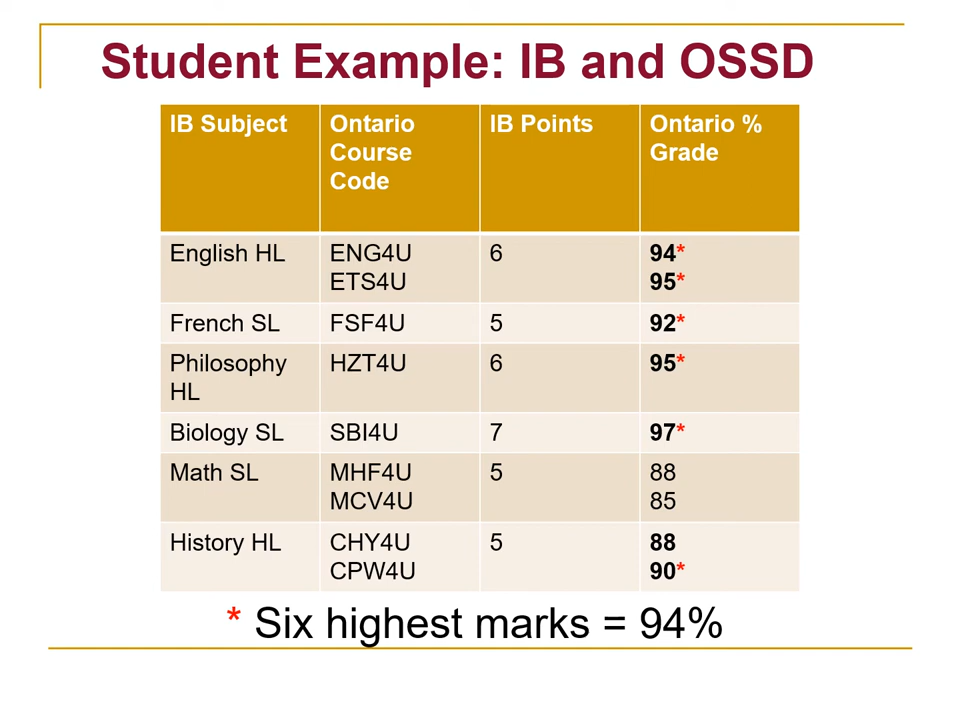 Student Example: IB and OSSD
IB Subject
Ontario Course Code
IB Points
Ontario % Grade
English HL
ENG4U
ETS4U
6
94*
95*
French SL
FSF4U
5
92*
Philosophy HL
HZT4U
6
95*
Biology SL
SBI4U
7
97*
Math SL
MHF4U
MCV4U
5
88
85
History HL
CHY4U
CPW4U
5
88
90*
* Six highest marks = 94%